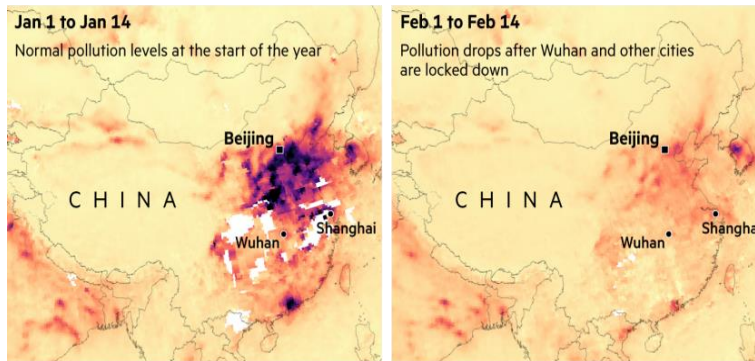 Jan 1 to Jan 14
Normal pollution levels at the start of the year
Beijing
CHINA
Shanghai
Wuhan
Feb 1 to Feb 14
Pollution drops after Wuhan and other cities
are locked down
Beijing
CHINA
Shangha
Wuhan